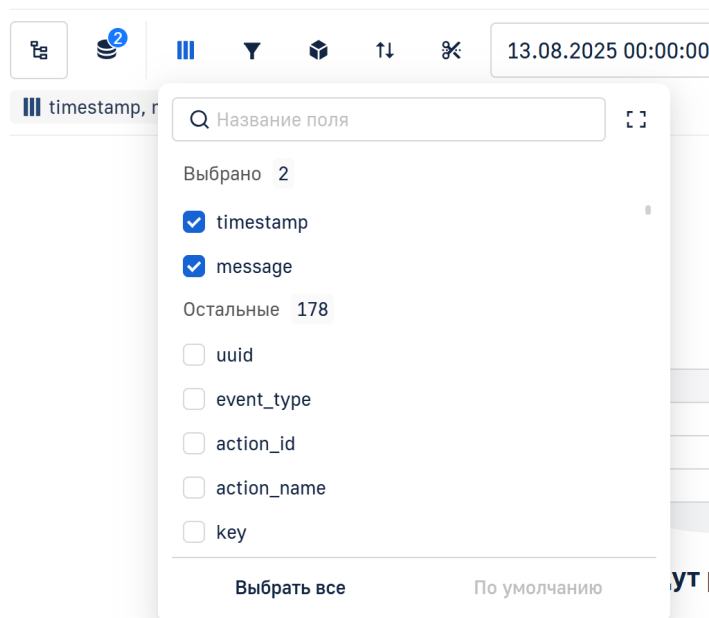 2
13.08.2025 00:00:00
timestamp,
Название поля
Выбрано 2
timestamp
message
Остальные 178
uuid
event_type
action_id
action_name
key
Выбрать все По умолчанию